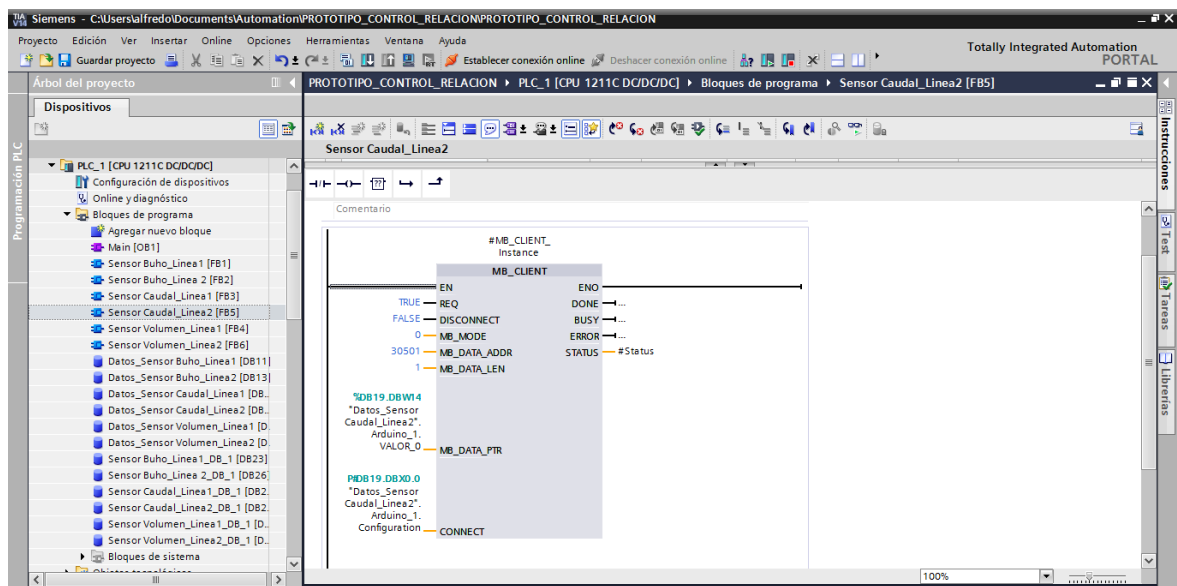 Siemens - C:\Users\alfredo\Documents\Automation\PROTOTIPO_CONTROL_RELACION\PROTOTIPO_CONTROL_RELACION
Proyecto Edición Ver Insertar Online Opciones Herramientas Ventana Ayuda
Totally Integrated Automation
PORTAL
Guardar proyecto
Establecer conexión online
Deshacer conexión online
Árbol del proyecto
PROTOTIPO_CONTROL_RELACION PLC_1 [CPU 1211C DC/DC/DC] Bloques de programa Sensor Caudal_Linea2 [FB5]
Dispositivos
Programación PLC
PLC_1 [CPU 1211C DC/DC/DC]
Configuración de dispositivos
Online y diagnóstico
Bloques de programa
Agregar nuevo bloque
Main [OB1]
Sensor Buho_Linea1 [FB1]
Sensor Buho_Linea 2 [FB2]
Sensor Caudal_Linea1 [FB3]
Sensor Caudal_Linea2 [FB5]
Sensor Volumen_Linea1 [FB4]
Sensor Volumen_Linea2 [FB6]
Datos_Sensor Buho_Linea1 [DB11]
Datos_Sensor Buho_Linea2 [DB13]
Datos_Sensor Caudal_Linea1 [DB..
Datos_Sensor Caudal_Linea2 [DB..
Datos_Sensor Volumen_Linea1 [D
Datos_Sensor Volumen_Linea2 [D
Sensor Buho_Linea1_DB_1 [DB23]
Sensor Buho_Linea 2_DB_1 [DB26]
Sensor Caudal_Linea1_DB_1 [DB2.
Sensor Caudal_Linea2_DB_1 [DB2.
Sensor Volumen_Linea1_DB_1 [D..
Sensor Volumen_Linea2_DB_1 [D..
Bloques de sistema
Sensor Caudal_Linea2
Comentario
#MB_CLIENT_
Instance
MB_CLIENT
EN ENO
TRUE REQ DONE ...
FALSE DISCONNECT BUSY ...
0 MB_MODE ERROR ...
30501 MB_DATA_ADDR STATUS #Status
1 MB_DATA_LEN
%DB19.DBW14
"Datos_Sensor
Caudal_Linea2".
Arduino_1.
VALOR_0 MB_DATA_PTR
P#DB19.DBX0.0
"Datos_Sensor
Caudal_Linea2".
Arduino_1.
Configuration CONNECT
100%
Instrucciones
Test
Tareas
Librerías